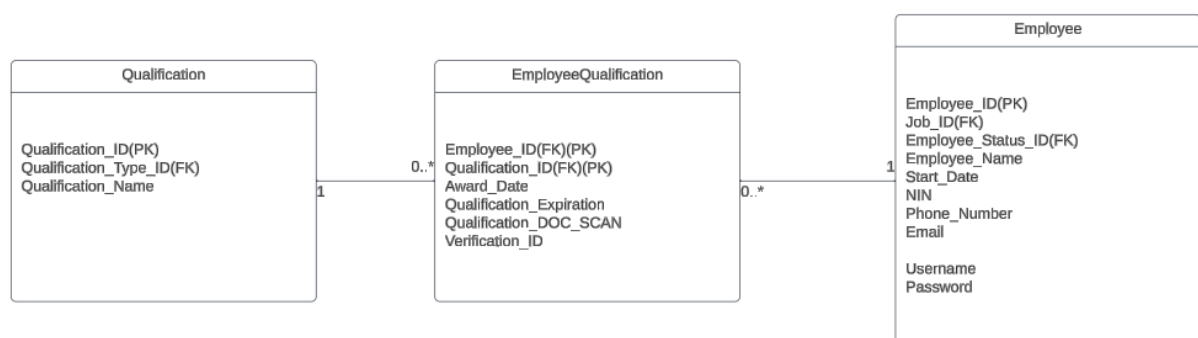 Qualification
Qualification_ID(PK)
Qualification_Type_ID(FK)
Qualification_Name
1
0..*
EmployeeQualification
Employee_ID(FK)(PK)
Qualification_ID(FK)(PK)
Award_Date
Qualification_Expiration
Qualification_DOC_SCAN
Verification_ID
0..*
1
Employee
Employee_ID(PK)
Job_ID(FK)
Employee_Status_ID(FK)
Employee_Name
Start_Date
NIN
Phone_Number
Email
Username
Password